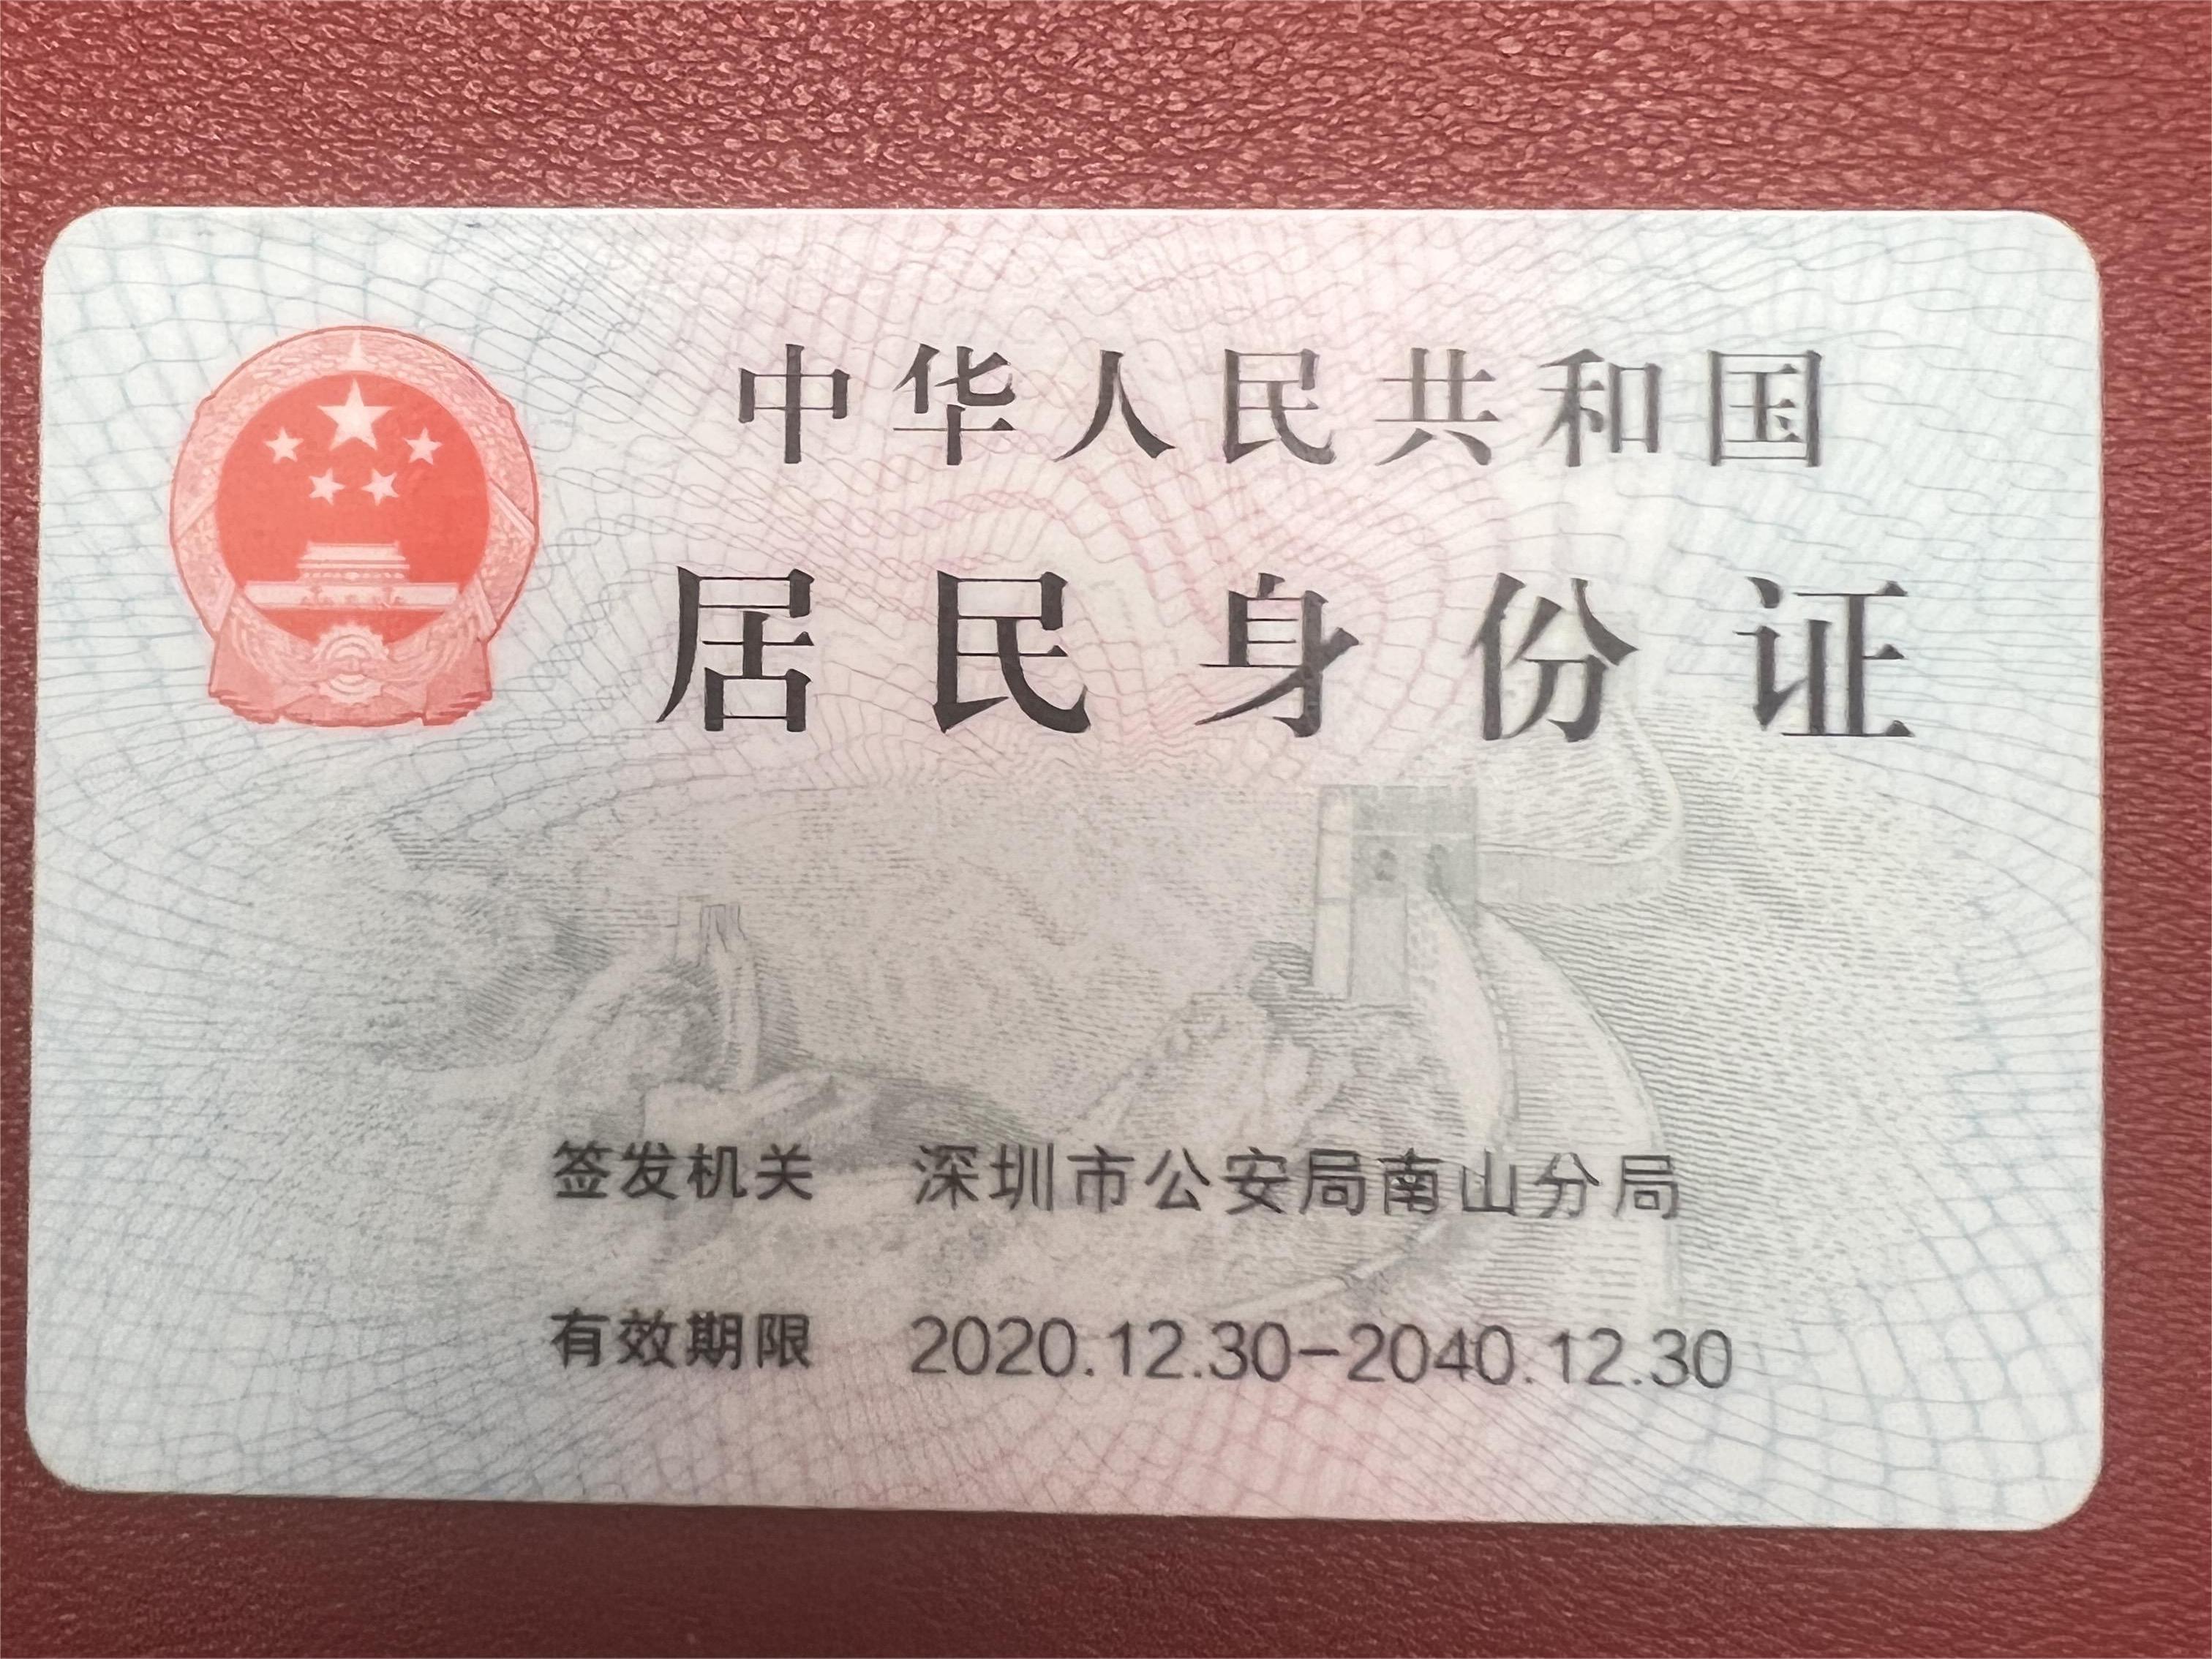 中华人民共和国
居民身份证
签发机关 深圳市公安局南山分局
有效期限 2020.12.30-2040.12.30